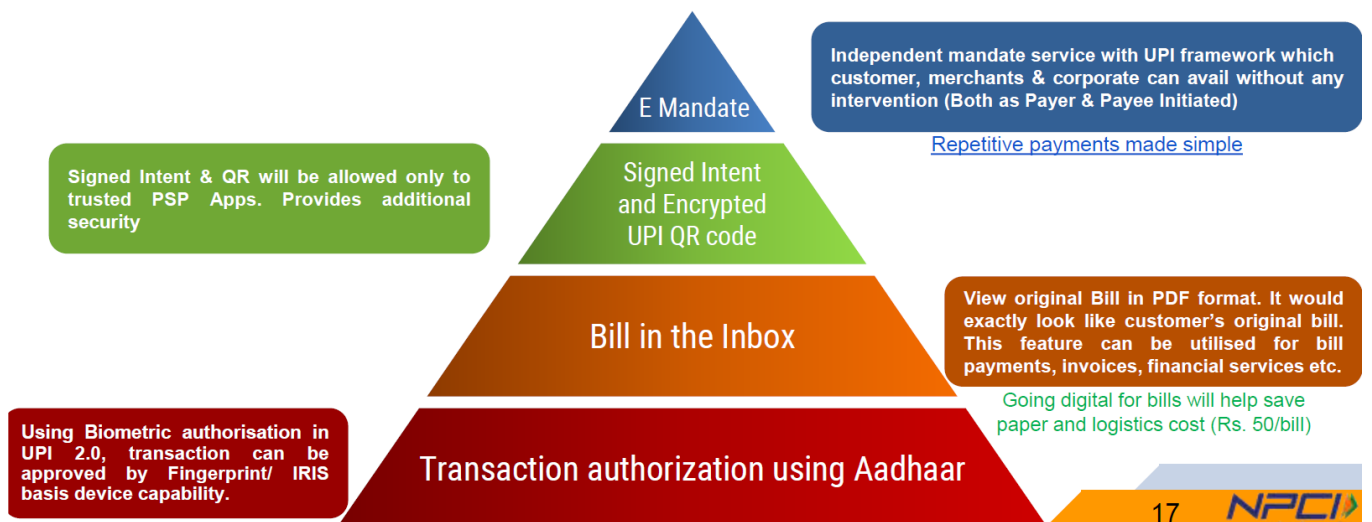 E Mandate
Independent mandate service with UPI framework which
customer, merchants & corporate can avail without any
intervention (Both as Payer & Payee Initiated)
Repetitive payments made simple
Signed Intent & QR will be allowed only to
trusted PSP Apps. Provides additional
security
Signed Intent
and Encrypted
UPI QR code
Bill in the Inbox
View original Bill in PDF format. It would
exactly look like customer's original bill.
This feature can be utilised for bill
payments, invoices, financial services etc.
Going digital for bills will help save
paper and logistics cost (Rs. 50/bill)
Using Biometric authorisation in
UPI 2.0, transaction can be
approved by Fingerprint/ IRIS
basis device capability.
Transaction authorization using Aadhaar
17
NPCI